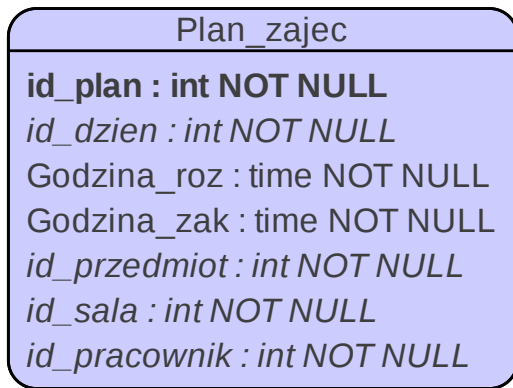 Plan_zajec
id_plan : int NOT NULL
id_dzien : int NOT NULL
Godzina_roz : time NOT NULL
Godzina_zak : time NOT NULL
id_przedmiot : int NOT NULL
id_sala : int NOT NULL
id_pracownik : int NOT NULL